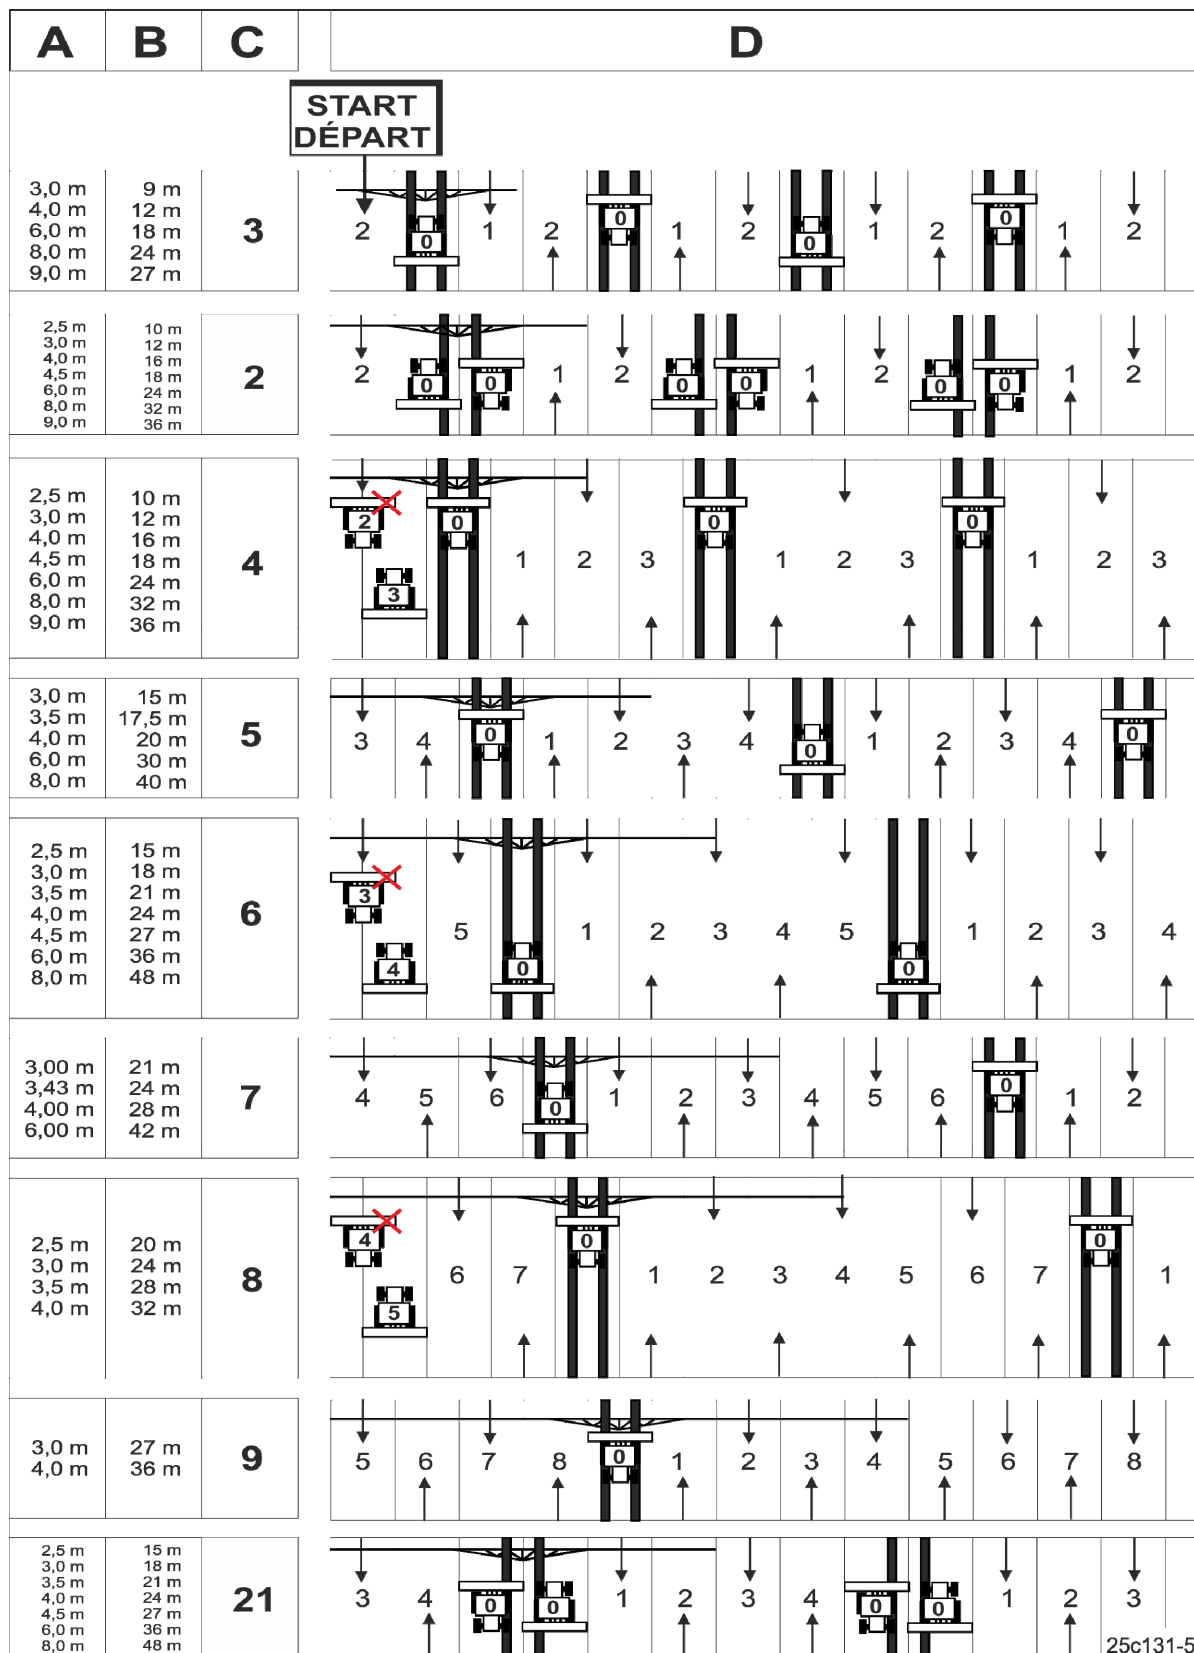 A B C D
START
DÉPART
3,0 m 9 m
4,0 m 12 m
6,0 m 18 m
8,0 m 24 m
9,0 m 27 m
3
2 0 1 2 0 1 2 0 1 2 0 1 2
2,5 m 10 m
3,0 m 12 m
4,0 m 16 m
4,5 m 18 m
6,0 m 24 m
8,0 m 32 m
9,0 m 36 m
2
2 0 0 1 2 0 0 1 2 0 0 1 2
2,5 m 10 m
3,0 m 12 m
4,0 m 16 m
4,5 m 18 m
6,0 m 24 m
8,0 m 32 m
9,0 m 36 m
4
2 0 0 0
1 2 3 1 2 3 1 2 3
3
3,0 m 15 m
3,5 m 17,5 m
4,0 m 20 m
6,0 m 30 m
8,0 m 40 m
5
3 4 0 1 2 3 4 0 1 2 3 4 0
2,5 m 15 m
3,0 m 18 m
3,5 m 21 m
4,0 m 24 m
4,5 m 27 m
6,0 m 36 m
8,0 m 48 m
6
3
5 1 2 3 4 5 1 2 3 4
4 0 0
3,00 m 21 m
3,43 m 24 m
4,00 m 28 m
6,00 m 42 m
7
4 5 6 0 1 2 3 4 5 6 0 1 2
2,5 m 20 m
3,0 m 24 m
3,5 m 28 m
4,0 m 32 m
8
4 0 0
6 7 1 2 3 4 5 6 7 1
5
3,0 m 27 m
4,0 m 36 m
9
5 6 7 8 0 1 2 3 4 5 6 7 8
2,5 m 15 m
3,0 m 18 m
3,5 m 21 m
4,0 m 24 m
4,5 m 27 m
6,0 m 36 m
8,0 m 48 m
21
3 4 0 0 1 2 3 4 0 0 1 2 3
25c131-5